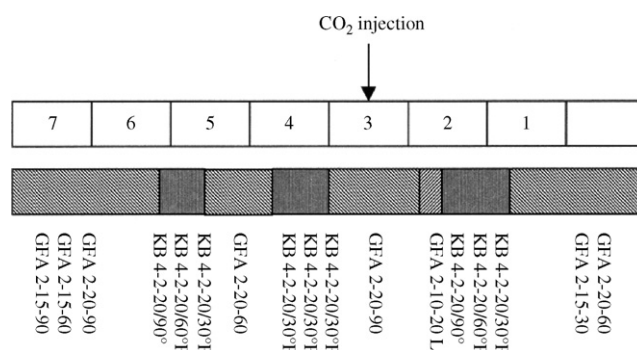 CO₂ injection
7 6 5 4 3 2 1
GFA 2-15-90
GFA 2-15-60
GFA 2-20-90
KB 4-2-20/90°
KB 4-2-20/60°F
KB 4-2-20/30°F
GFA 2-20-60
KB 4-2-20/30°F
KB 4-2-20/30°F
KB 4-2-20/30°F
GFA 2-20-90
GFA 2-10-20 L
KB 4-2-20/90°
KB 4-2-20/60°F
KB 4-2-20/30°F
GFA 2-15-30
GFA 2-20-60